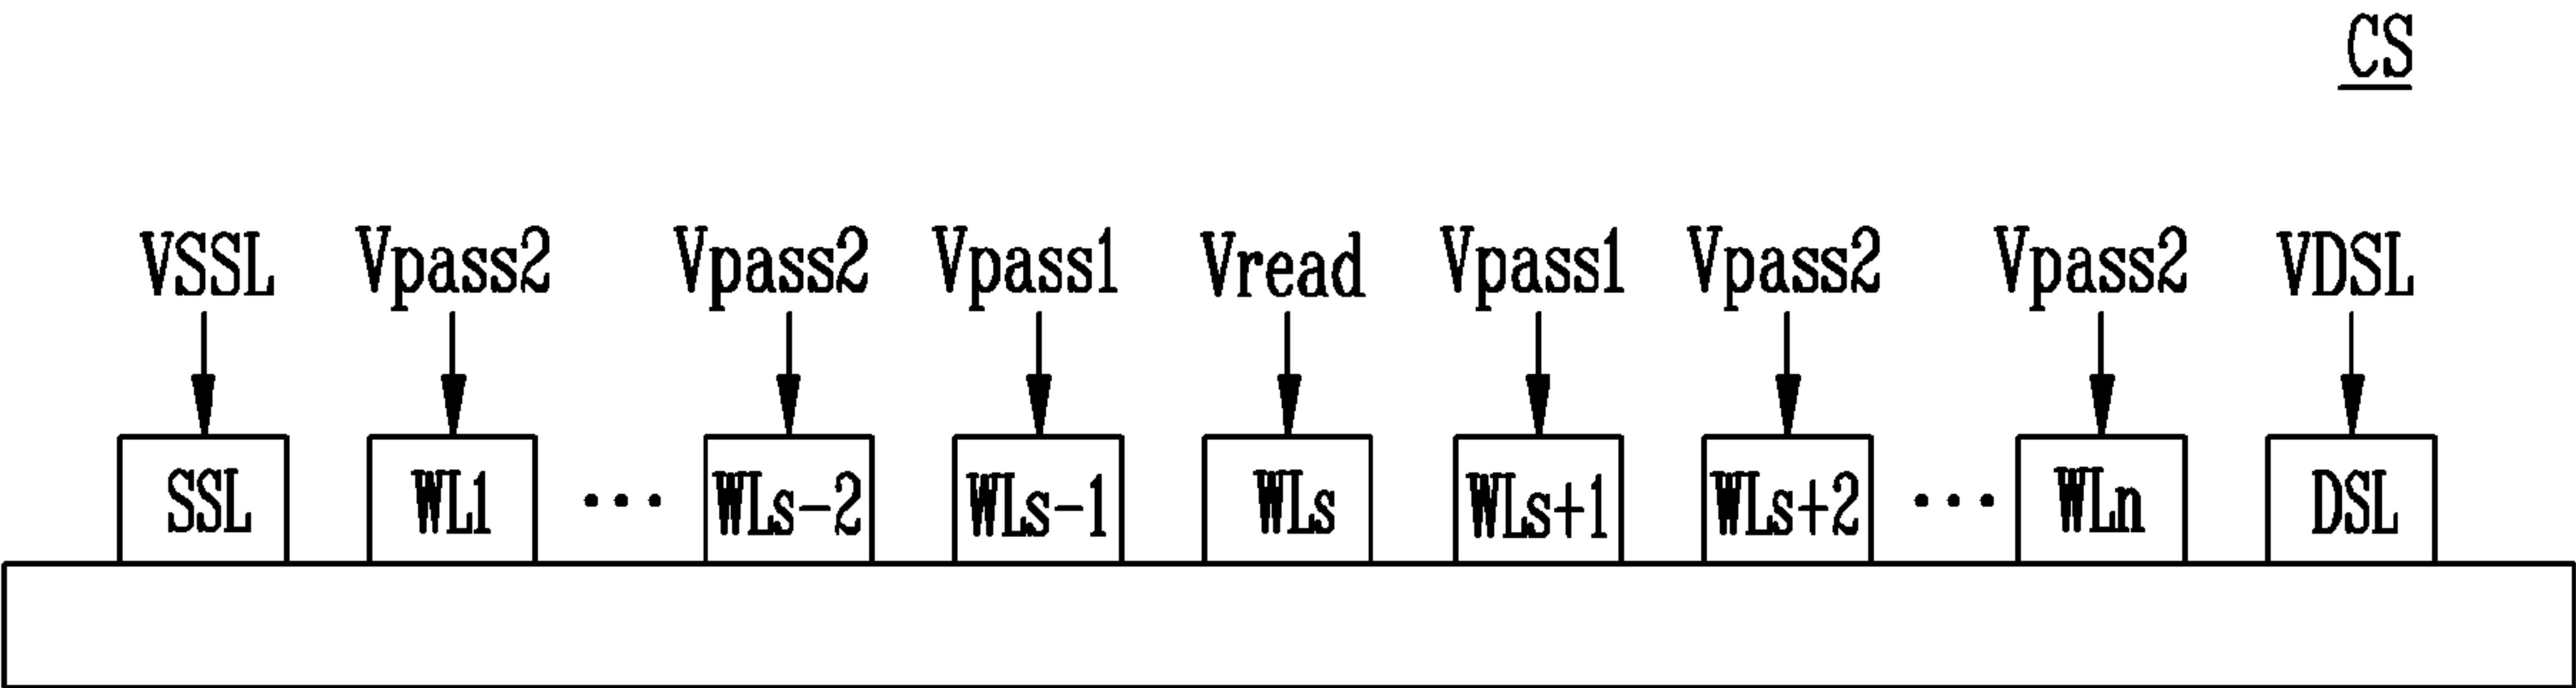 CS
VSSL Vpass2 Vpass2 Vpass1 Vread Vpass1 Vpass2 Vpass2 VDSL
SSL WL1 ··· WLs-2 WLs-1 WLs WLs+1 WLs+2 ··· WLn DSL